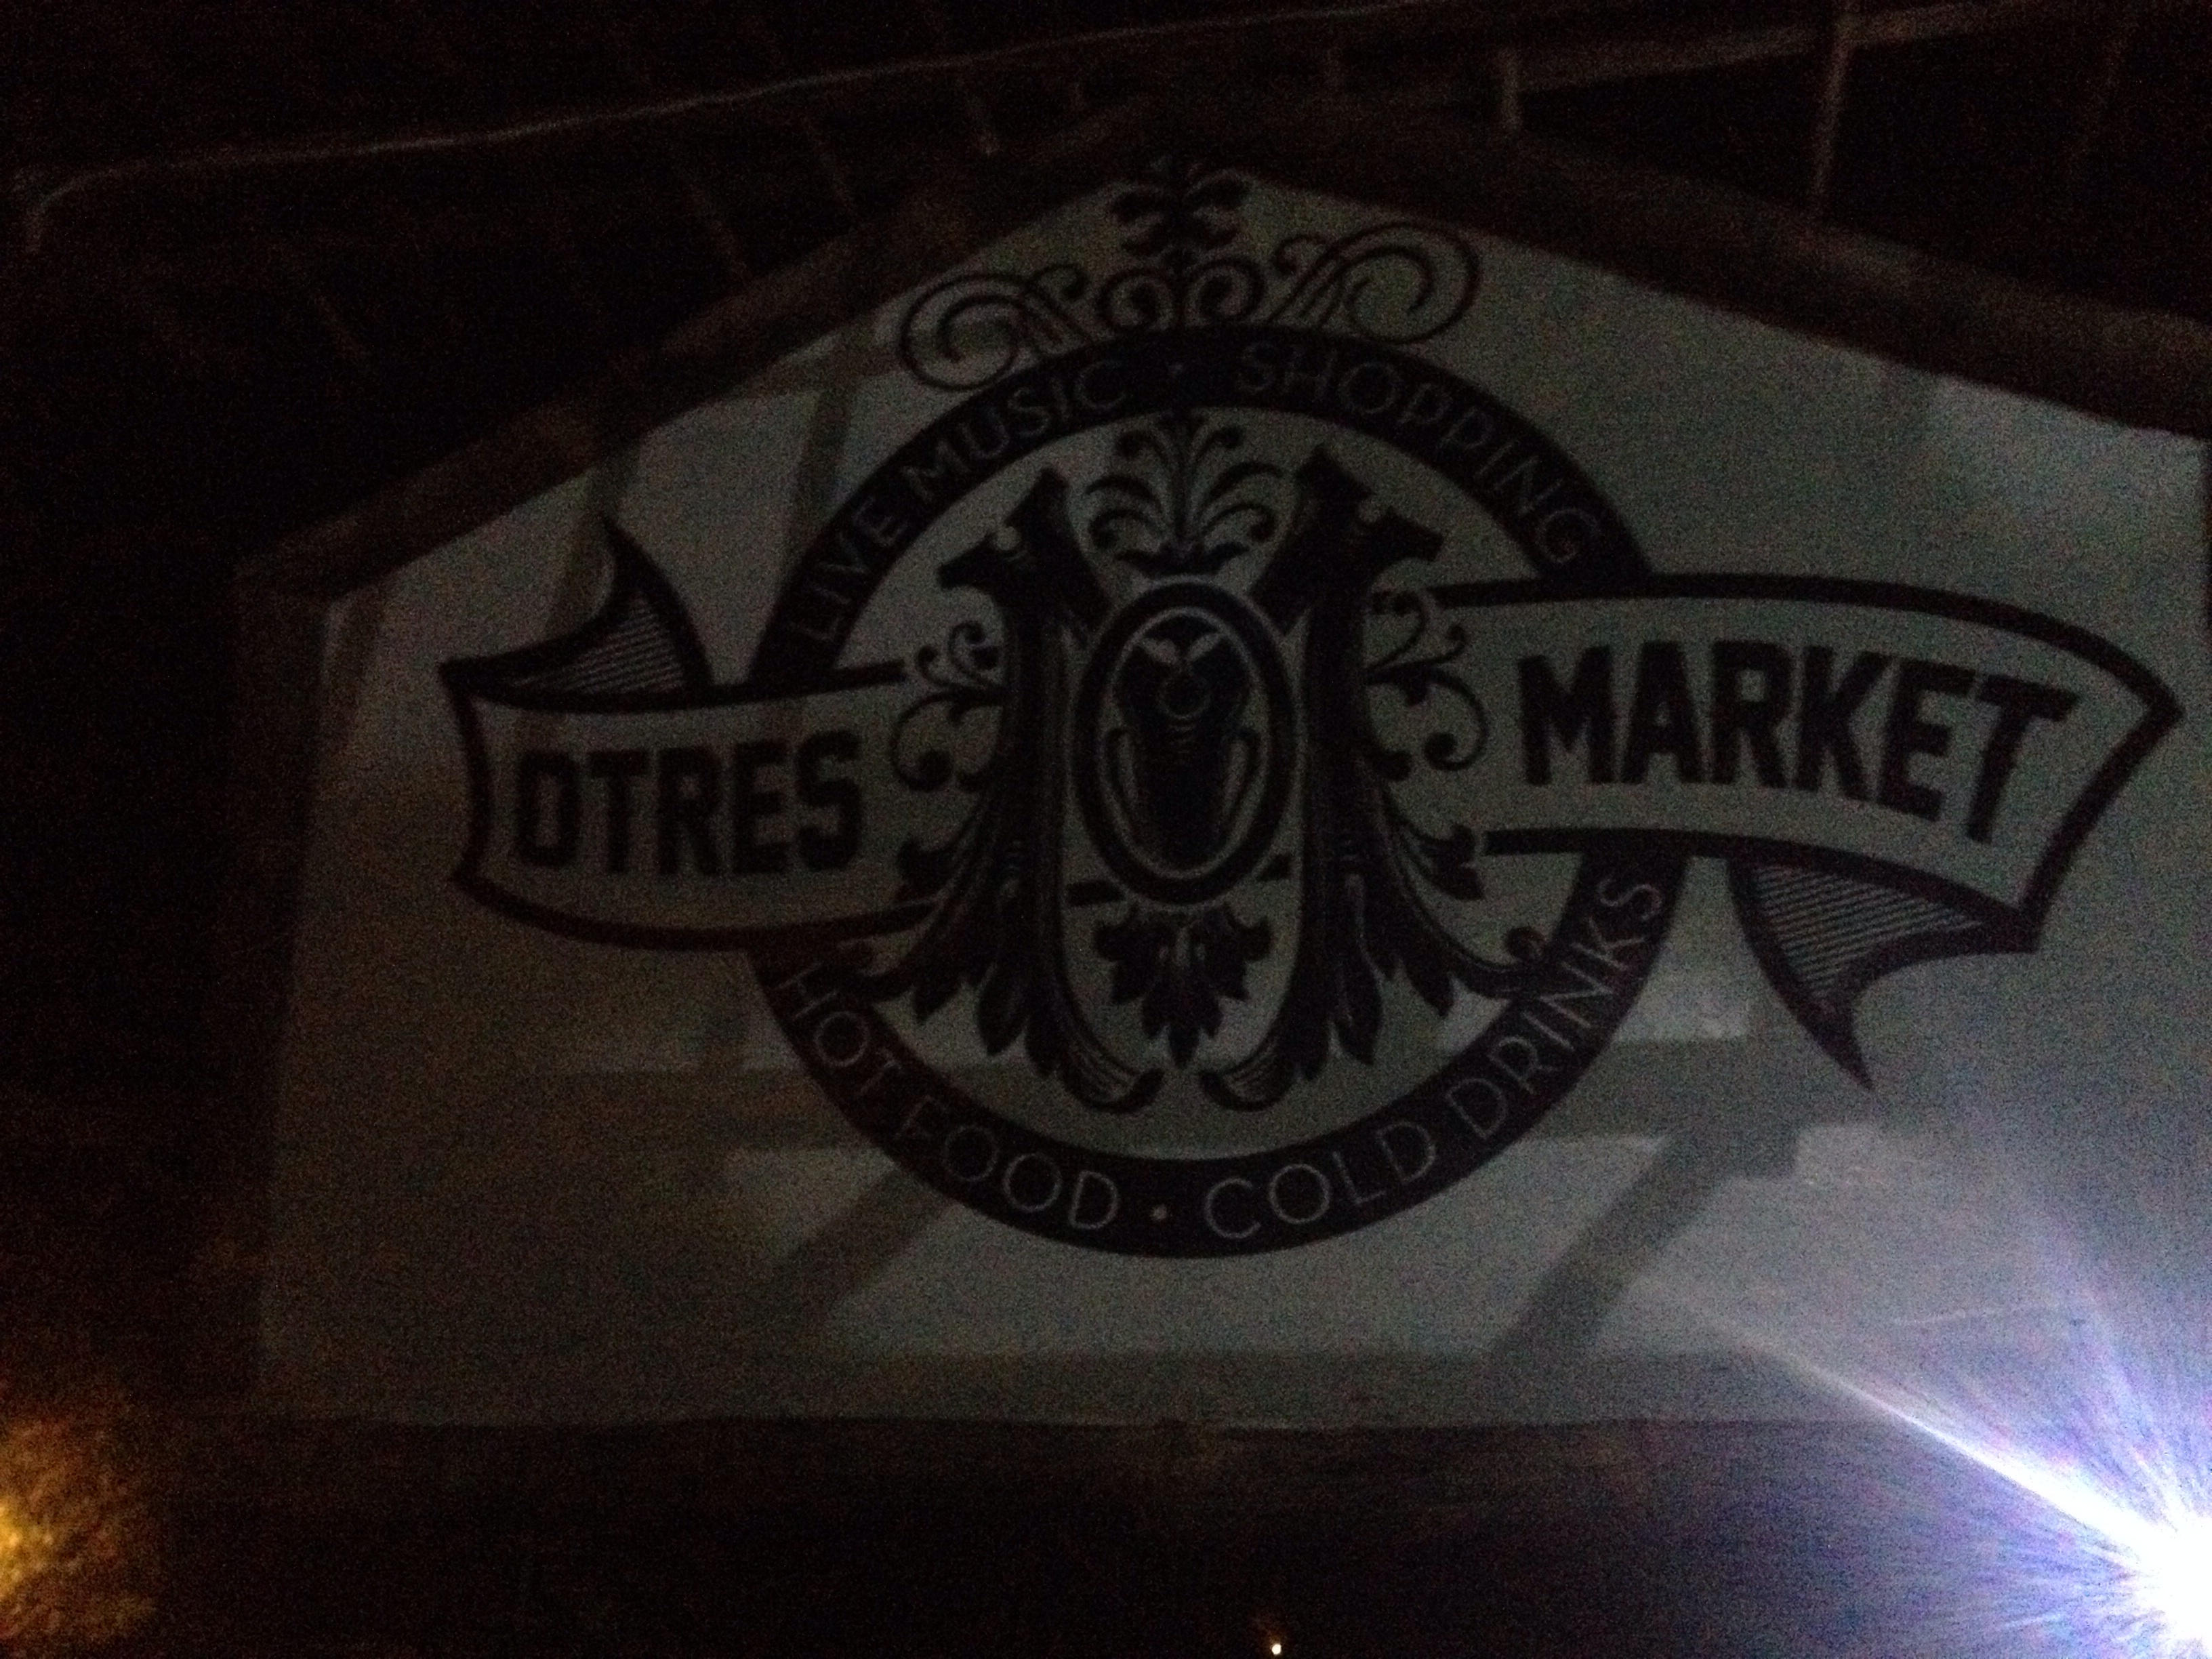 LIVE MUSIC · SHOPPING
OTRES MARKET
HOT FOOD · COLD DRINKS